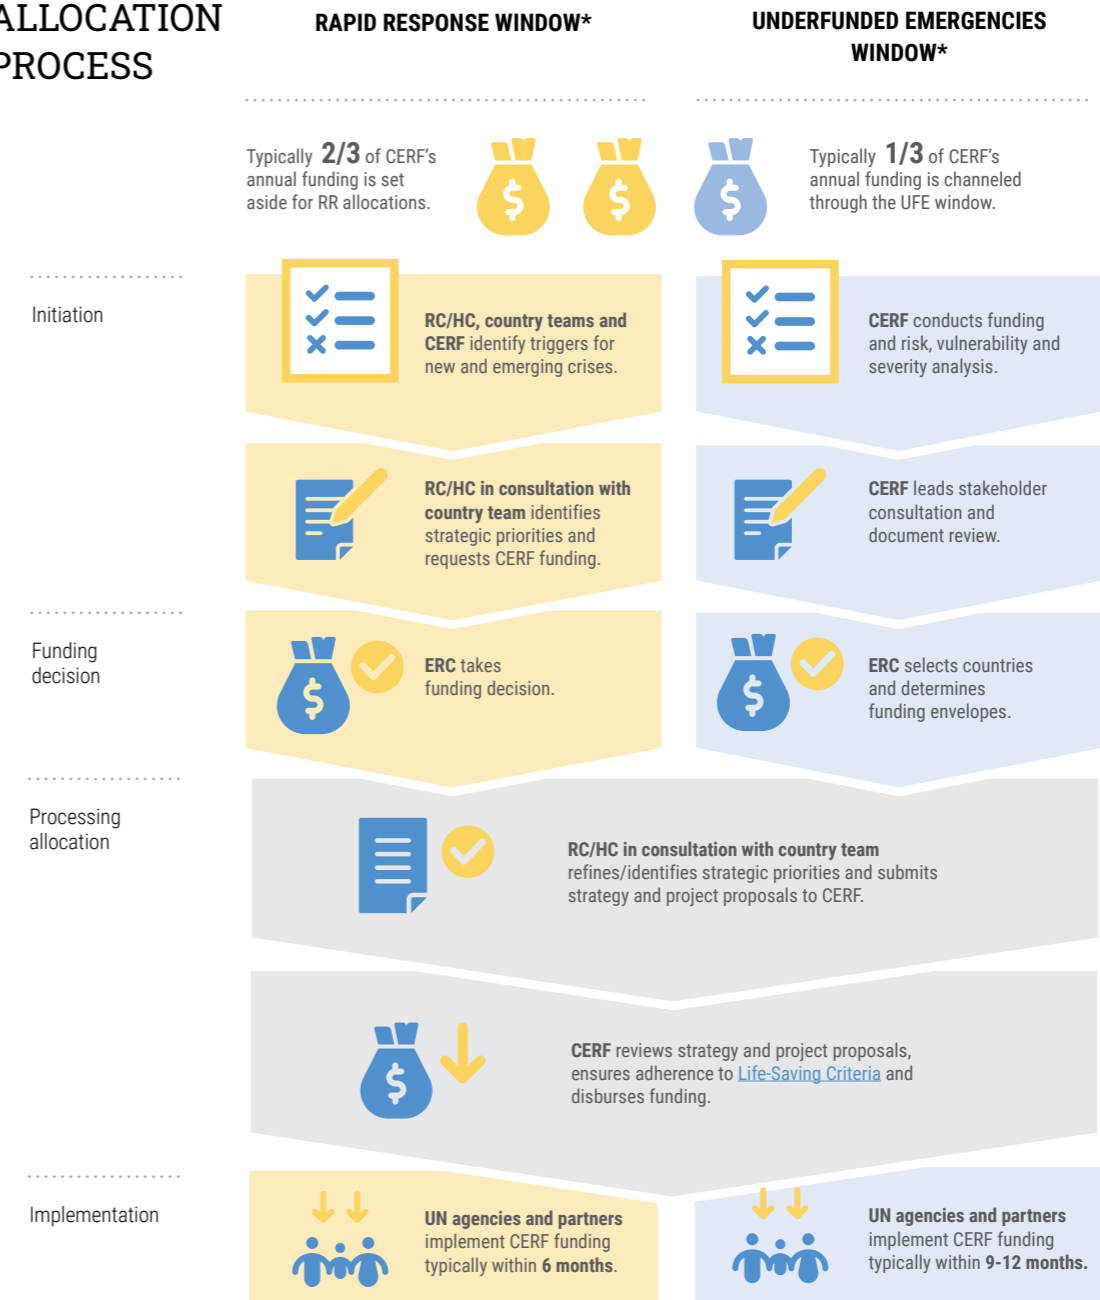 ALLOCATION
PROCESS
RAPID RESPONSE WINDOW*
UNDERFUNDED EMERGENCIES
WINDOW*
Typically 2/3 of CERF's
annual funding is set
aside for RR allocations.
$
$
$
Typically 1/3 of CERF's
annual funding is channeled
through the UFE window.
Initiation
RC/HC, country teams and
CERF identify triggers for
new and emerging crises.
CERF conducts funding
and risk, vulnerability and
severity analysis.
RC/HC in consultation with
country team identifies
strategic priorities and
requests CERF funding.
CERF leads stakeholder
consultation and
document review.
Funding
decision
$
ERC takes
funding decision.
$
ERC selects countries
and determines
funding envelopes.
Processing
allocation
RC/HC in consultation with country team
refines/identifies strategic priorities and submits
strategy and project proposals to CERF.
$
CERF reviews strategy and project proposals,
ensures adherence to Life-Saving Criteria and
disburses funding.
Implementation
UN agencies and partners
implement CERF funding
typically within 6 months.
UN agencies and partners
implement CERF funding
typically within 9-12 months.